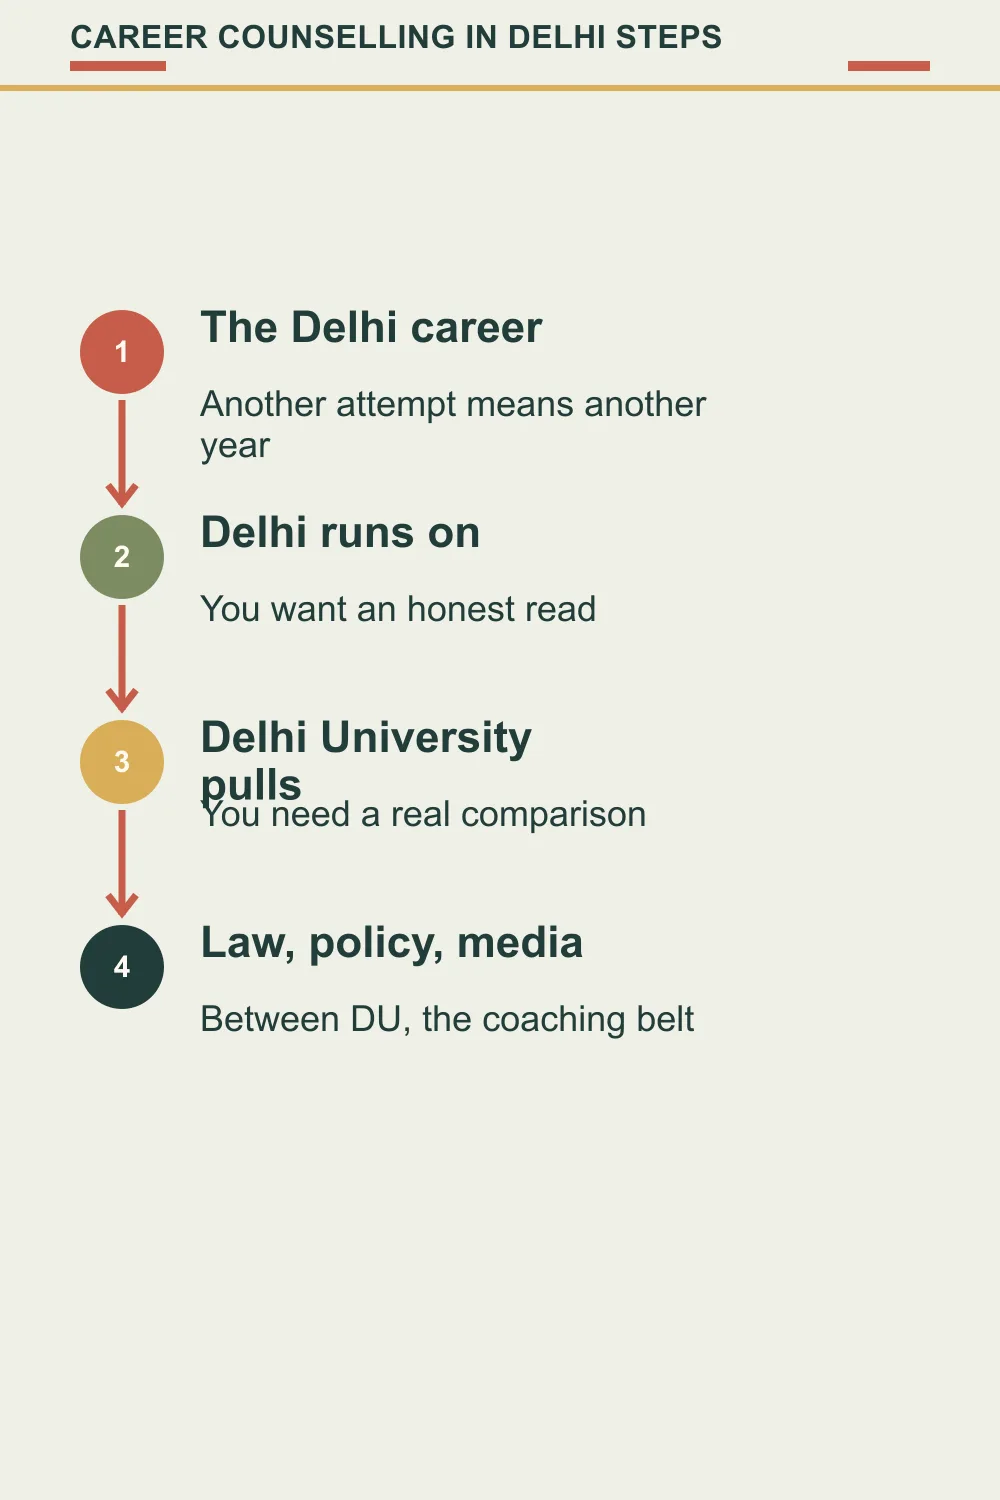 CAREER COUNSELLING IN DELHI STEPS
1
The Delhi career
Another attempt means another
year
2
Delhi runs on
You want an honest read
3
Delhi University
pulls
You need a real comparison
4
Law, policy, media
Between DU, the coaching belt